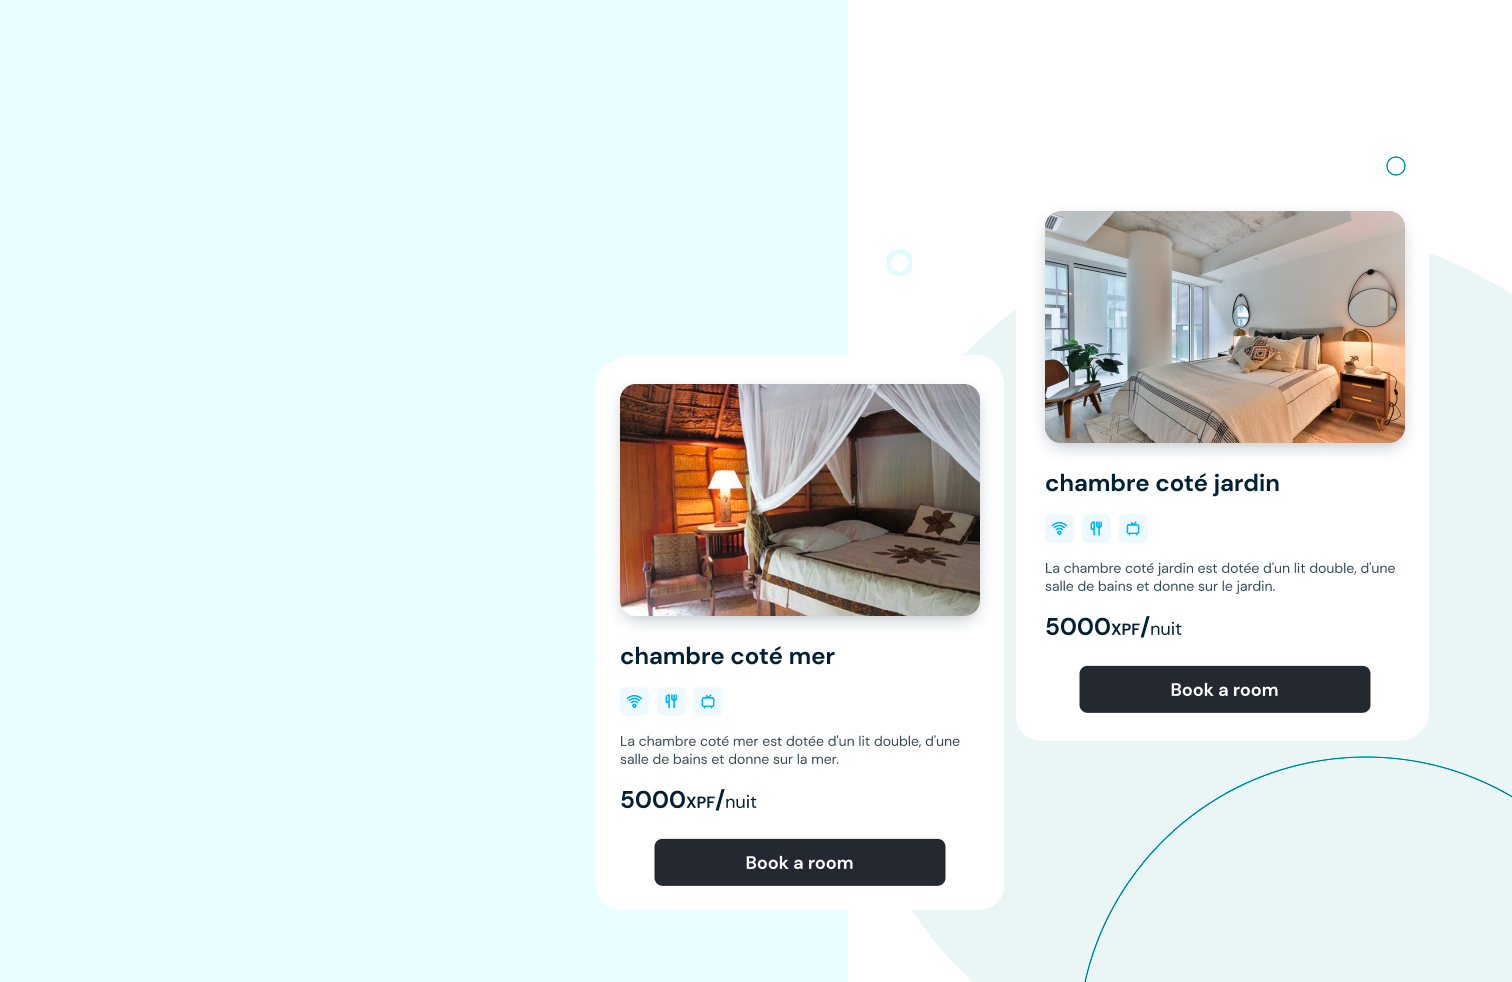 chambre coté mer
La chambre coté mer est dotée d'un lit double, d'une
salle de bains et donne sur la mer.
5000XPF/nuit
Book a room
chambre coté jardin
La chambre coté jardin est dotée d'un lit double, d'une
salle de bains et donne sur le jardin.
5000XPF/nuit
Book a room